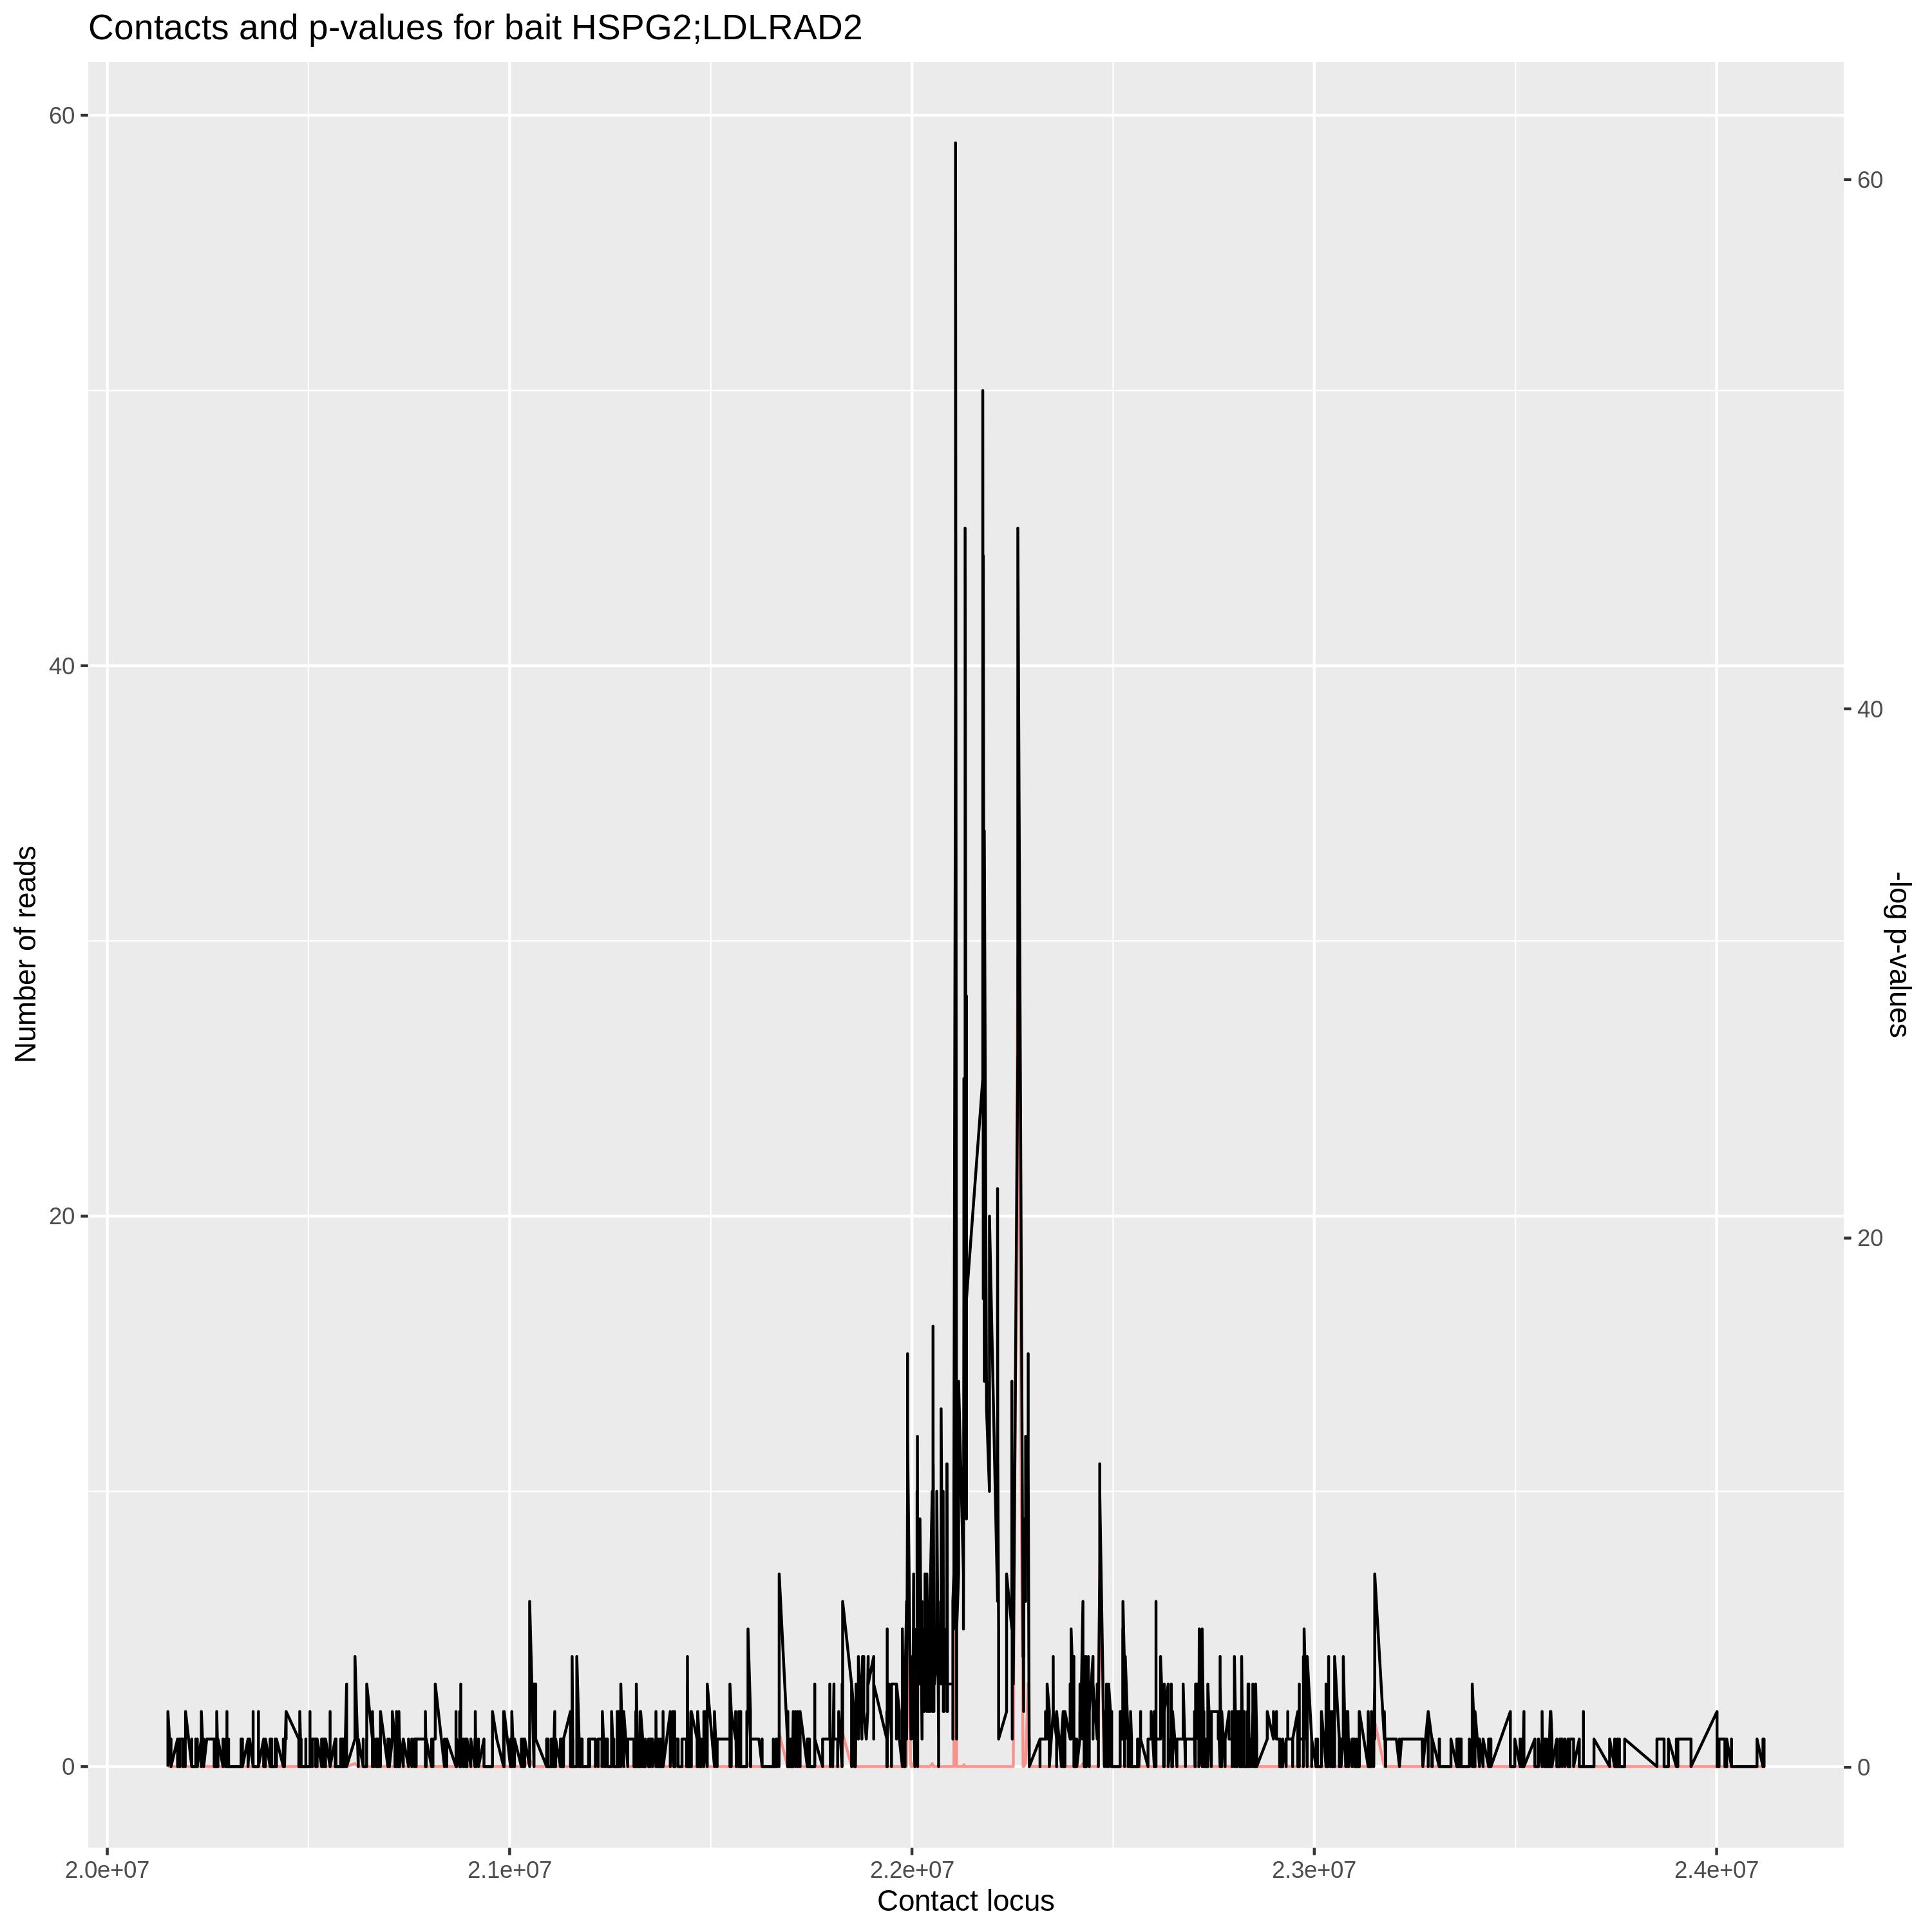 Contacts and p-values for bait HSPG2;LDLRAD2
60
40
20
0
Number of reads
60
40
20
0
-log p-values
2.0e+07
2.1e+07
2.2e+07
2.3e+07
2.4e+07
Contact locus